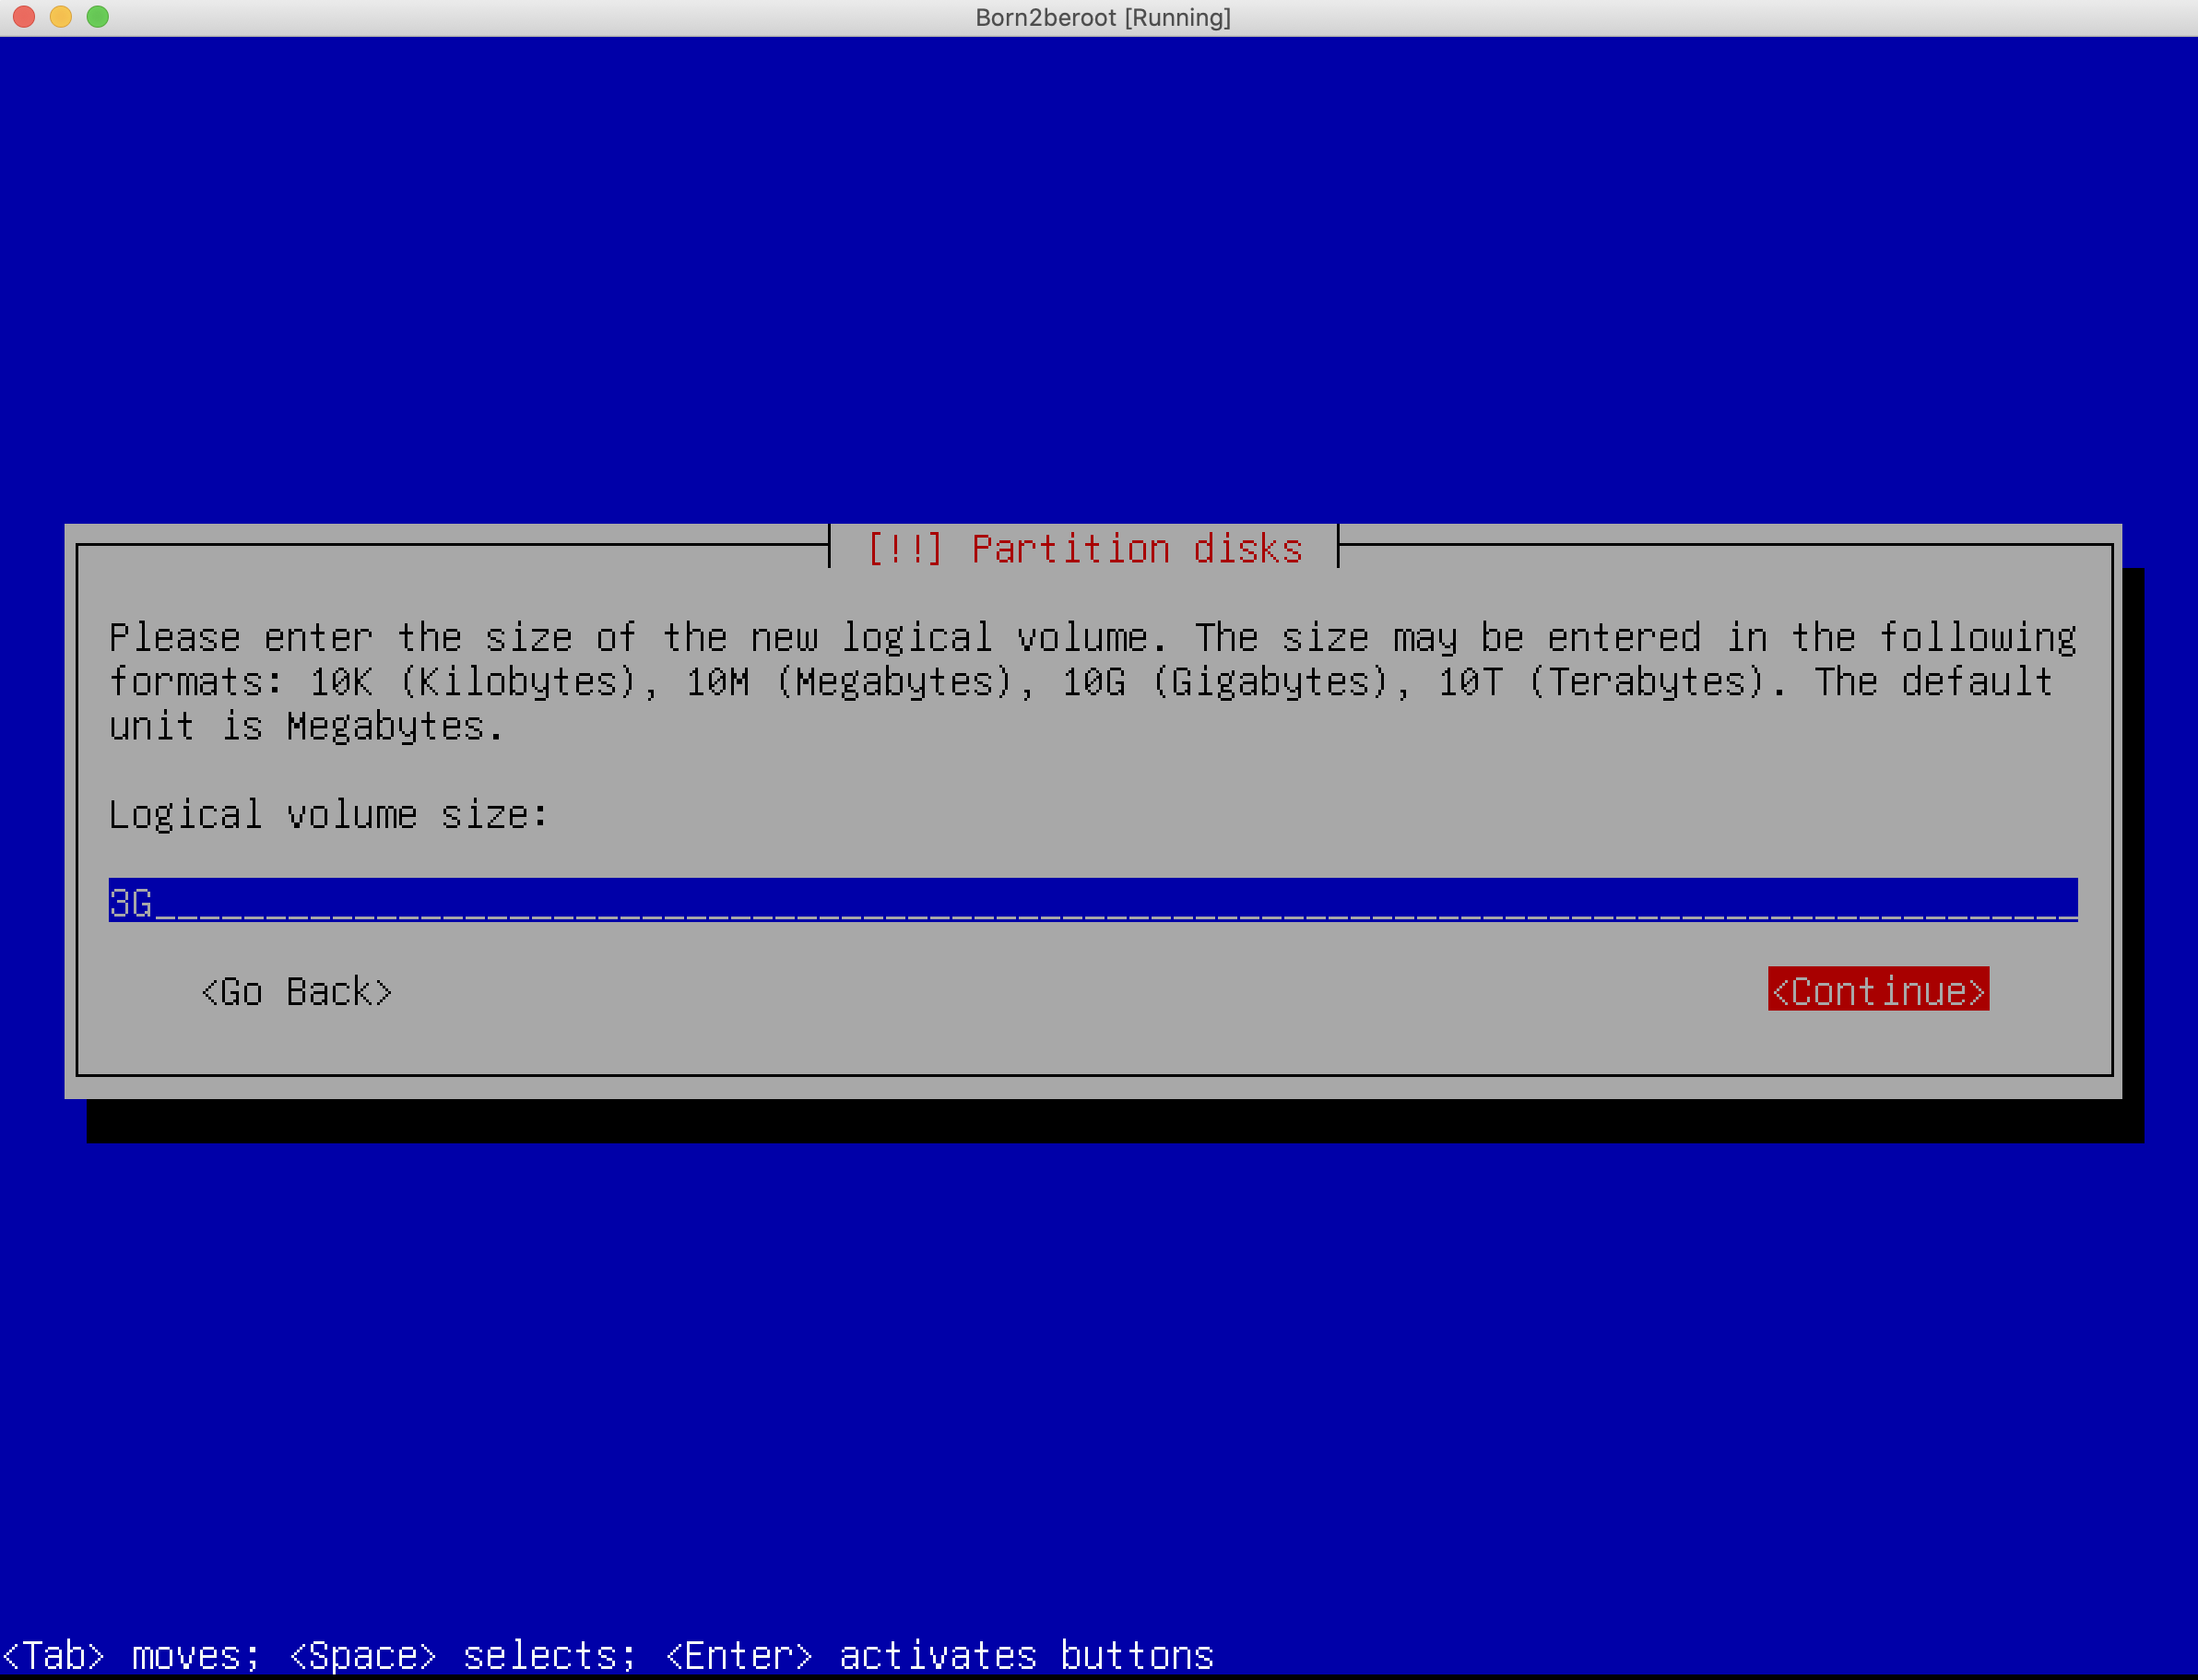 Born2beroot [Running]
[!!] Partition disks
Please enter the size of the new logical volume. The size may be entered in the following
formats: 10K (Kilobytes), 10M (Megabytes), 10G (Gigabytes), 10T (Terabytes). The default
unit is Megabytes.
Logical volume size:
3G
<Go Back> <Continue>
<Tab> moves; <Space> selects; <Enter> activates buttons